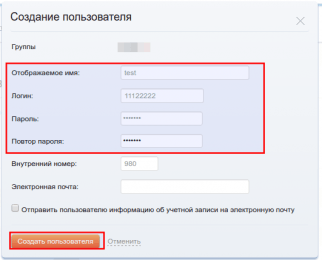 Создание пользователя
Группы
Отображаемое имя: test
Логин: 11122222
Пароль: •••••••
Повтор пароля: •••••••
Внутренний номер: 980
Электронная почта:
Отправить пользователю информацию об учетной записи на электронную почту
Создать пользователя Отменить